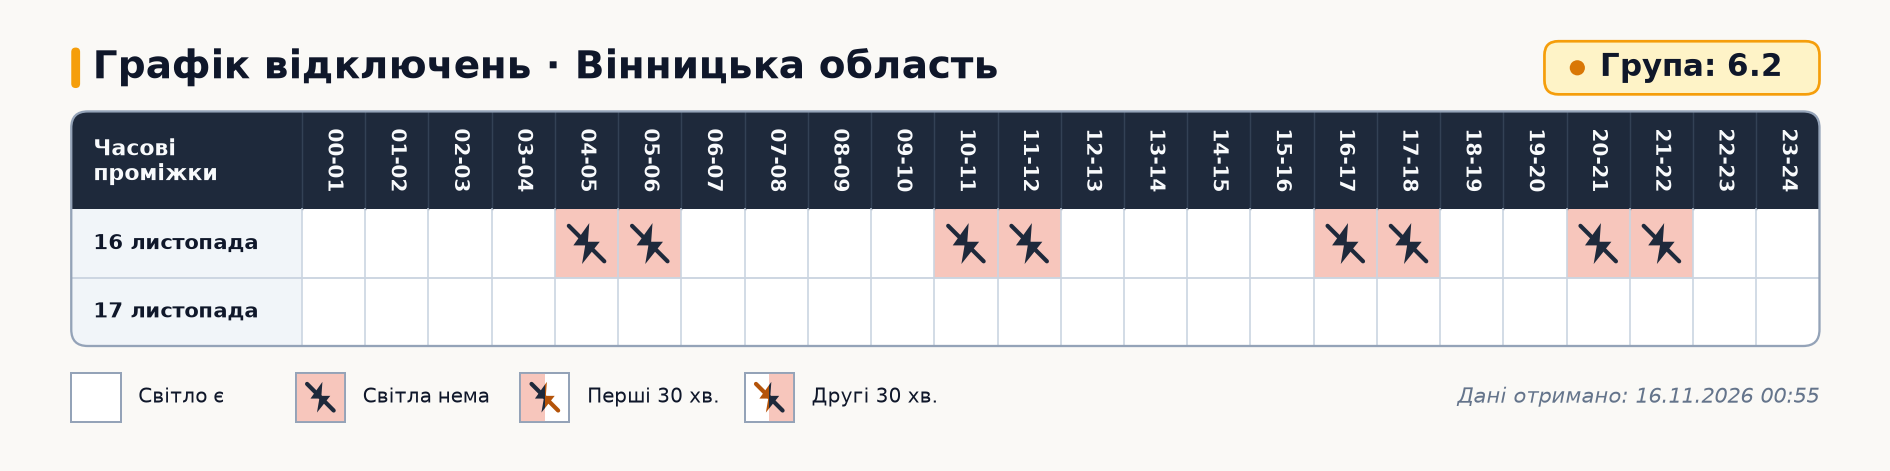 Графік відключень · Вінницька область
Група: 6.2
Часові
проміжки
00-01
01-02
02-03
03-04
04-05
05-06
06-07
07-08
08-09
09-10
10-11
11-12
12-13
13-14
14-15
15-16
16-17
17-18
18-19
19-20
20-21
21-22
22-23
23-24
16 листопада
17 листопада
Світло є
Світла нема
Перші 30 хв.
Другі 30 хв.
Дані отримано: 16.11.2026 00:55